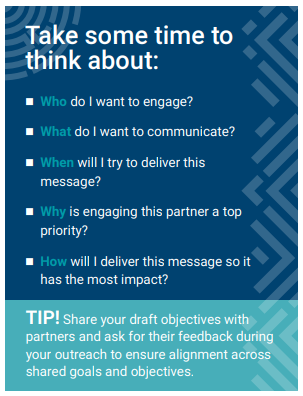 Take some time to
think about:
■ Who do I want to engage?
■ What do I want to communicate?
■ When will I try to deliver this
message?
■ Why is engaging this partner a top
priority?
■ How will I deliver this message so it
has the most impact?
TIP! Share your draft objectives with
partners and ask for their feedback during
your outreach to ensure alignment across
shared goals and objectives.